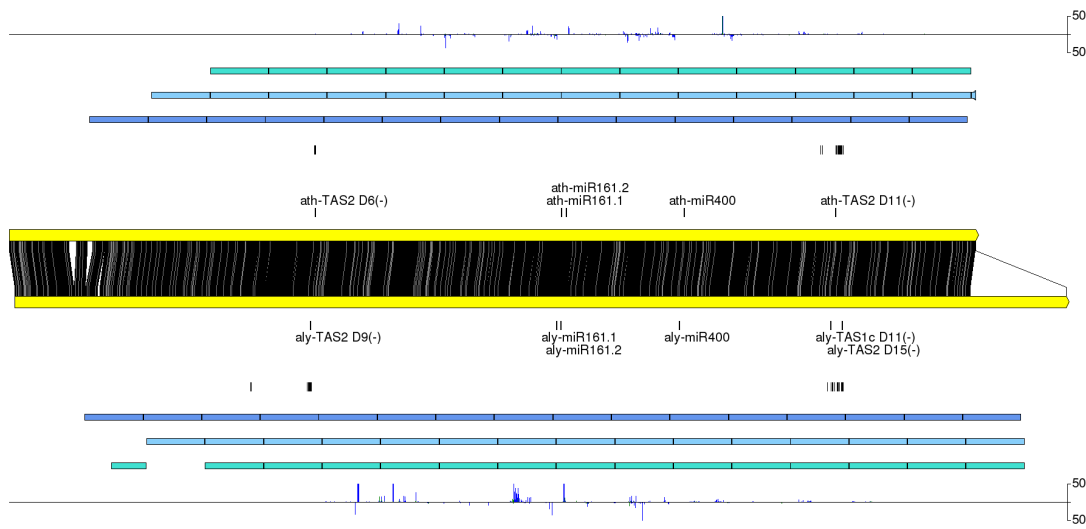 50
50
ath-miR161.2
ath-TAS2 D6(-)
ath-miR161.1
ath-miR400
ath-TAS2 D11(-)
aly-TAS2 D9(-)
aly-miR161.1
aly-miR400
aly-TAS1c D11(-)
aly-miR161.2
aly-TAS2 D15(-)
50
50